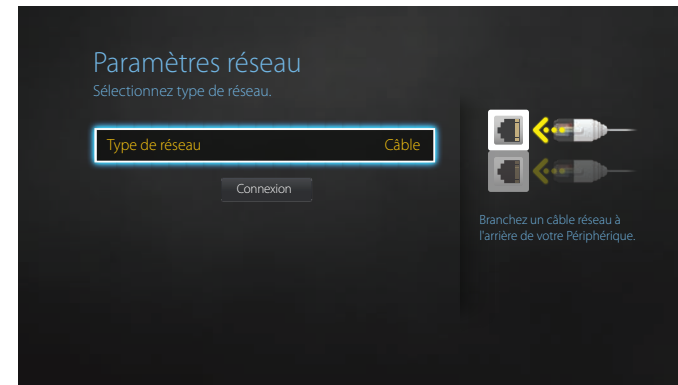 Paramètres réseau
Sélectionnez type de réseau.
Type de réseau Câble
Connexion
Branchez un câble réseau à
l'arrière de votre Périphérique.